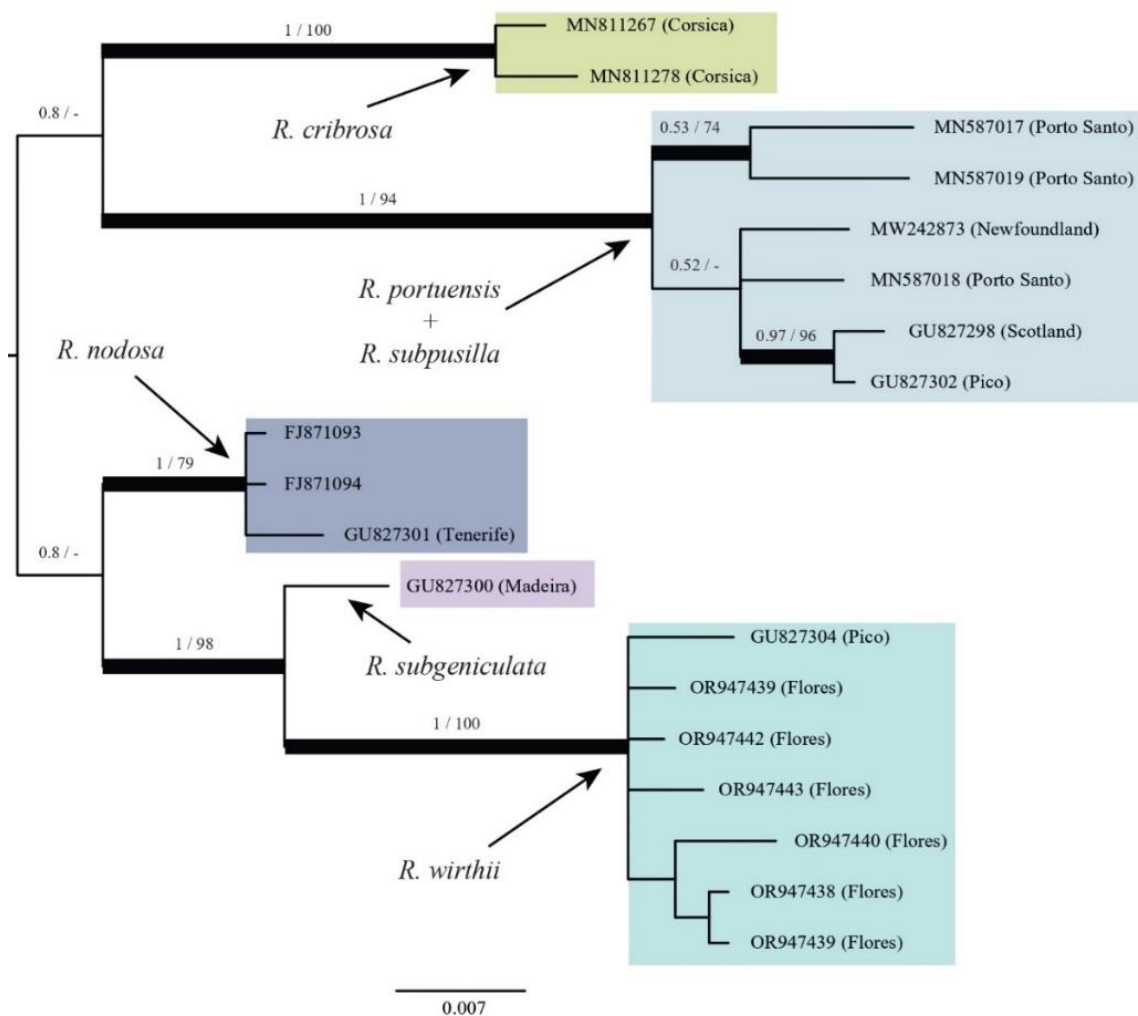 1 / 100
MN811267 (Corsica)
MN811278 (Corsica)
R. cribrosa
0.8 / -
0.53 / 74
MN587017 (Porto Santo)
MN587019 (Porto Santo)
1 / 94
MW242873 (Newfoundland)
0.52 / -
MN587018 (Porto Santo)
R. portuensis
+
R. subpusilla
0.97 / 96
GU827298 (Scotland)
GU827302 (Pico)
R. nodosa
FJ871093
1 / 79
FJ871094
GU827301 (Tenerife)
0.8 / -
GU827300 (Madeira)
1 / 98
R. subgeniculata
GU827304 (Pico)
OR947439 (Flores)
1 / 100
OR947442 (Flores)
OR947443 (Flores)
R. wirthii
OR947440 (Flores)
OR947438 (Flores)
OR947439 (Flores)
0.007